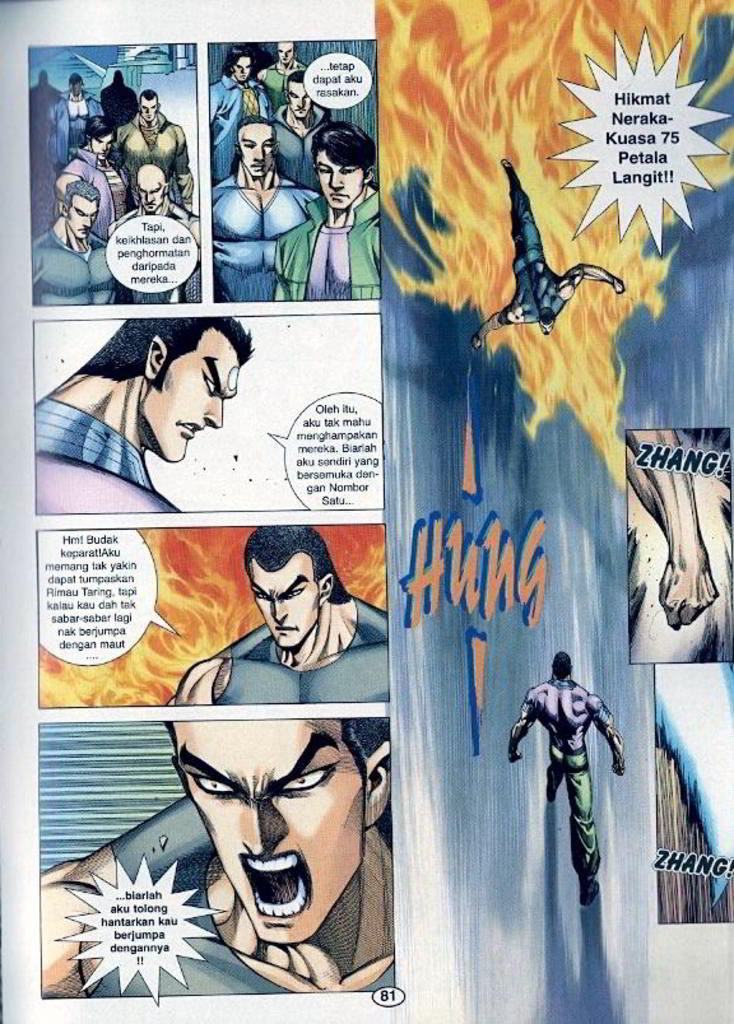 Tapi,
keikhlasan dan
penghormatan
daripada
mereka...
...tetap
dapat aku
rasakan.
Oleh itu,
aku tak mahu
menghampakan
mereka. Biarlah
aku sendiri yang
bersemuka den-
gan Nombor
Satu...
Hm! Budak
keparat!Aku
memang tak yakin
dapat tumpaskan
Rimau Taring, tapi
kalau kau dah tak
sabar-sabar lagi
nak berjumpa
dengan maut
....
...biarlah
aku tolong
hantarkan kau
berjumpa
dengannya
!!
Hikmat
Neraka-
Kuasa 75
Petala
Langit!!
HUNG
ZHANG!
ZHANG!
81